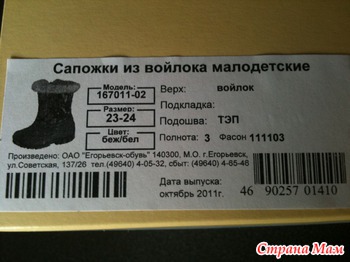 Сапожки из войлока малодетские
Модель:
167011-02
Размер:
23-24
Цвет:
беж/бел
Верх: войлок
Подкладка:
Подошва: ТЭП
Полнота: 3 Фасон 111103
Произведено: ОАО "Егорьевск-обувь" 140300, М.О. г.Егорьевск,
ул.Советская, 137/26 тел.(49640) 4-05-32, сбыт: (49640) 4-65-46
Дата выпуска:
октябрь 2011г.
46 90257 01410
Страна Мам